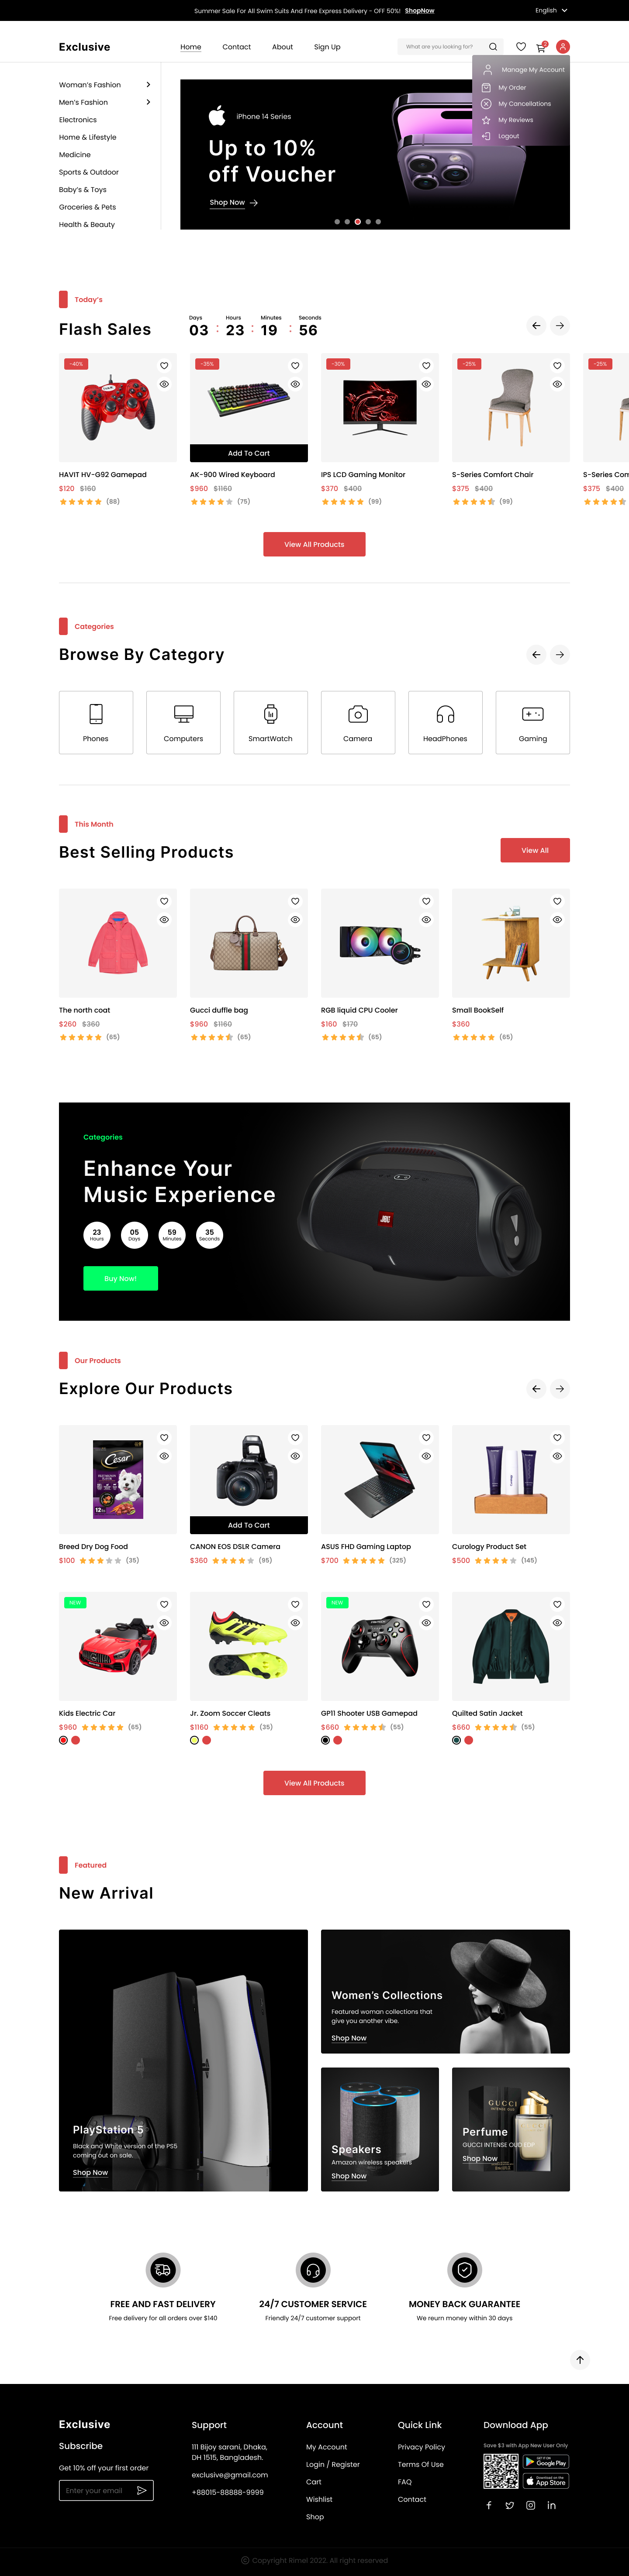 Summer Sale For All Swim Suits And Free Express Delivery - OFF 50%! ShopNow
English
Exclusive
Home
Contact
About
Sign Up
What are you looking for?
Manage My Account
My Order
My Cancellations
My Reviews
Logout
Woman's Fashion
Men's Fashion
Electronics
Home & Lifestyle
Medicine
Sports & Outdoor
Baby's & Toys
Groceries & Pets
Health & Beauty
iPhone 14 Series
Up to 10%
off Voucher
Shop Now
Today's
Flash Sales
Days Hours Minutes Seconds
03 : 23 : 19 : 56
-40%
-35%
-30%
-25%
-25%
Add To Cart
HAVIT HV-G92 Gamepad
$120 $160
(88)
AK-900 Wired Keyboard
$960 $1160
(75)
IPS LCD Gaming Monitor
$370 $400
(99)
S-Series Comfort Chair
$375 $400
(99)
S-Series Com
$375 $400
View All Products
Categories
Browse By Category
Phones
Computers
SmartWatch
Camera
HeadPhones
Gaming
This Month
Best Selling Products
View All
The north coat
$260 $360
(65)
Gucci duffle bag
$960 $1160
(65)
RGB liquid CPU Cooler
$160 $170
(65)
Small BookSelf
$360
(65)
Categories
Enhance Your
Music Experience
23
Hours
05
Days
59
Minutes
35
Seconds
Buy Now!
JBL
Our Products
Explore Our Products
Cesar
Add To Cart
Breed Dry Dog Food
$100 (35)
CANON EOS DSLR Camera
$360 (95)
ASUS FHD Gaming Laptop
$700 (325)
Curology Product Set
$500 (145)
NEW
NEW
Kids Electric Car
$960 (65)
Jr. Zoom Soccer Cleats
$1160 (35)
GP11 Shooter USB Gamepad
$660 (55)
Quilted Satin Jacket
$660 (55)
View All Products
Featured
New Arrival
PlayStation 5
Black and White version of the PS5
coming out on sale.
Shop Now
Women's Collections
Featured woman collections that
give you another vibe.
Shop Now
Speakers
Amazon wireless speakers
Shop Now
GUCCI
Perfume
GUCCI INTENSE OUD EDP
Shop Now
FREE AND FAST DELIVERY
Free delivery for all orders over $140
24/7 CUSTOMER SERVICE
Friendly 24/7 customer support
MONEY BACK GUARANTEE
We reurn money within 30 days
Exclusive
Subscribe
Get 10% off your first order
Enter your email
Support
111 Bijoy sarani, Dhaka,
DH 1515, Bangladesh.
exclusive@gmail.com
+88015-88888-9999
Account
My Account
Login / Register
Cart
Wishlist
Shop
Quick Link
Privacy Policy
Terms Of Use
FAQ
Contact
Download App
Save $3 with App New User Only
GET IT ON
Google Play
Download on the
App Store
Copyright Rimel 2022. All right reserved